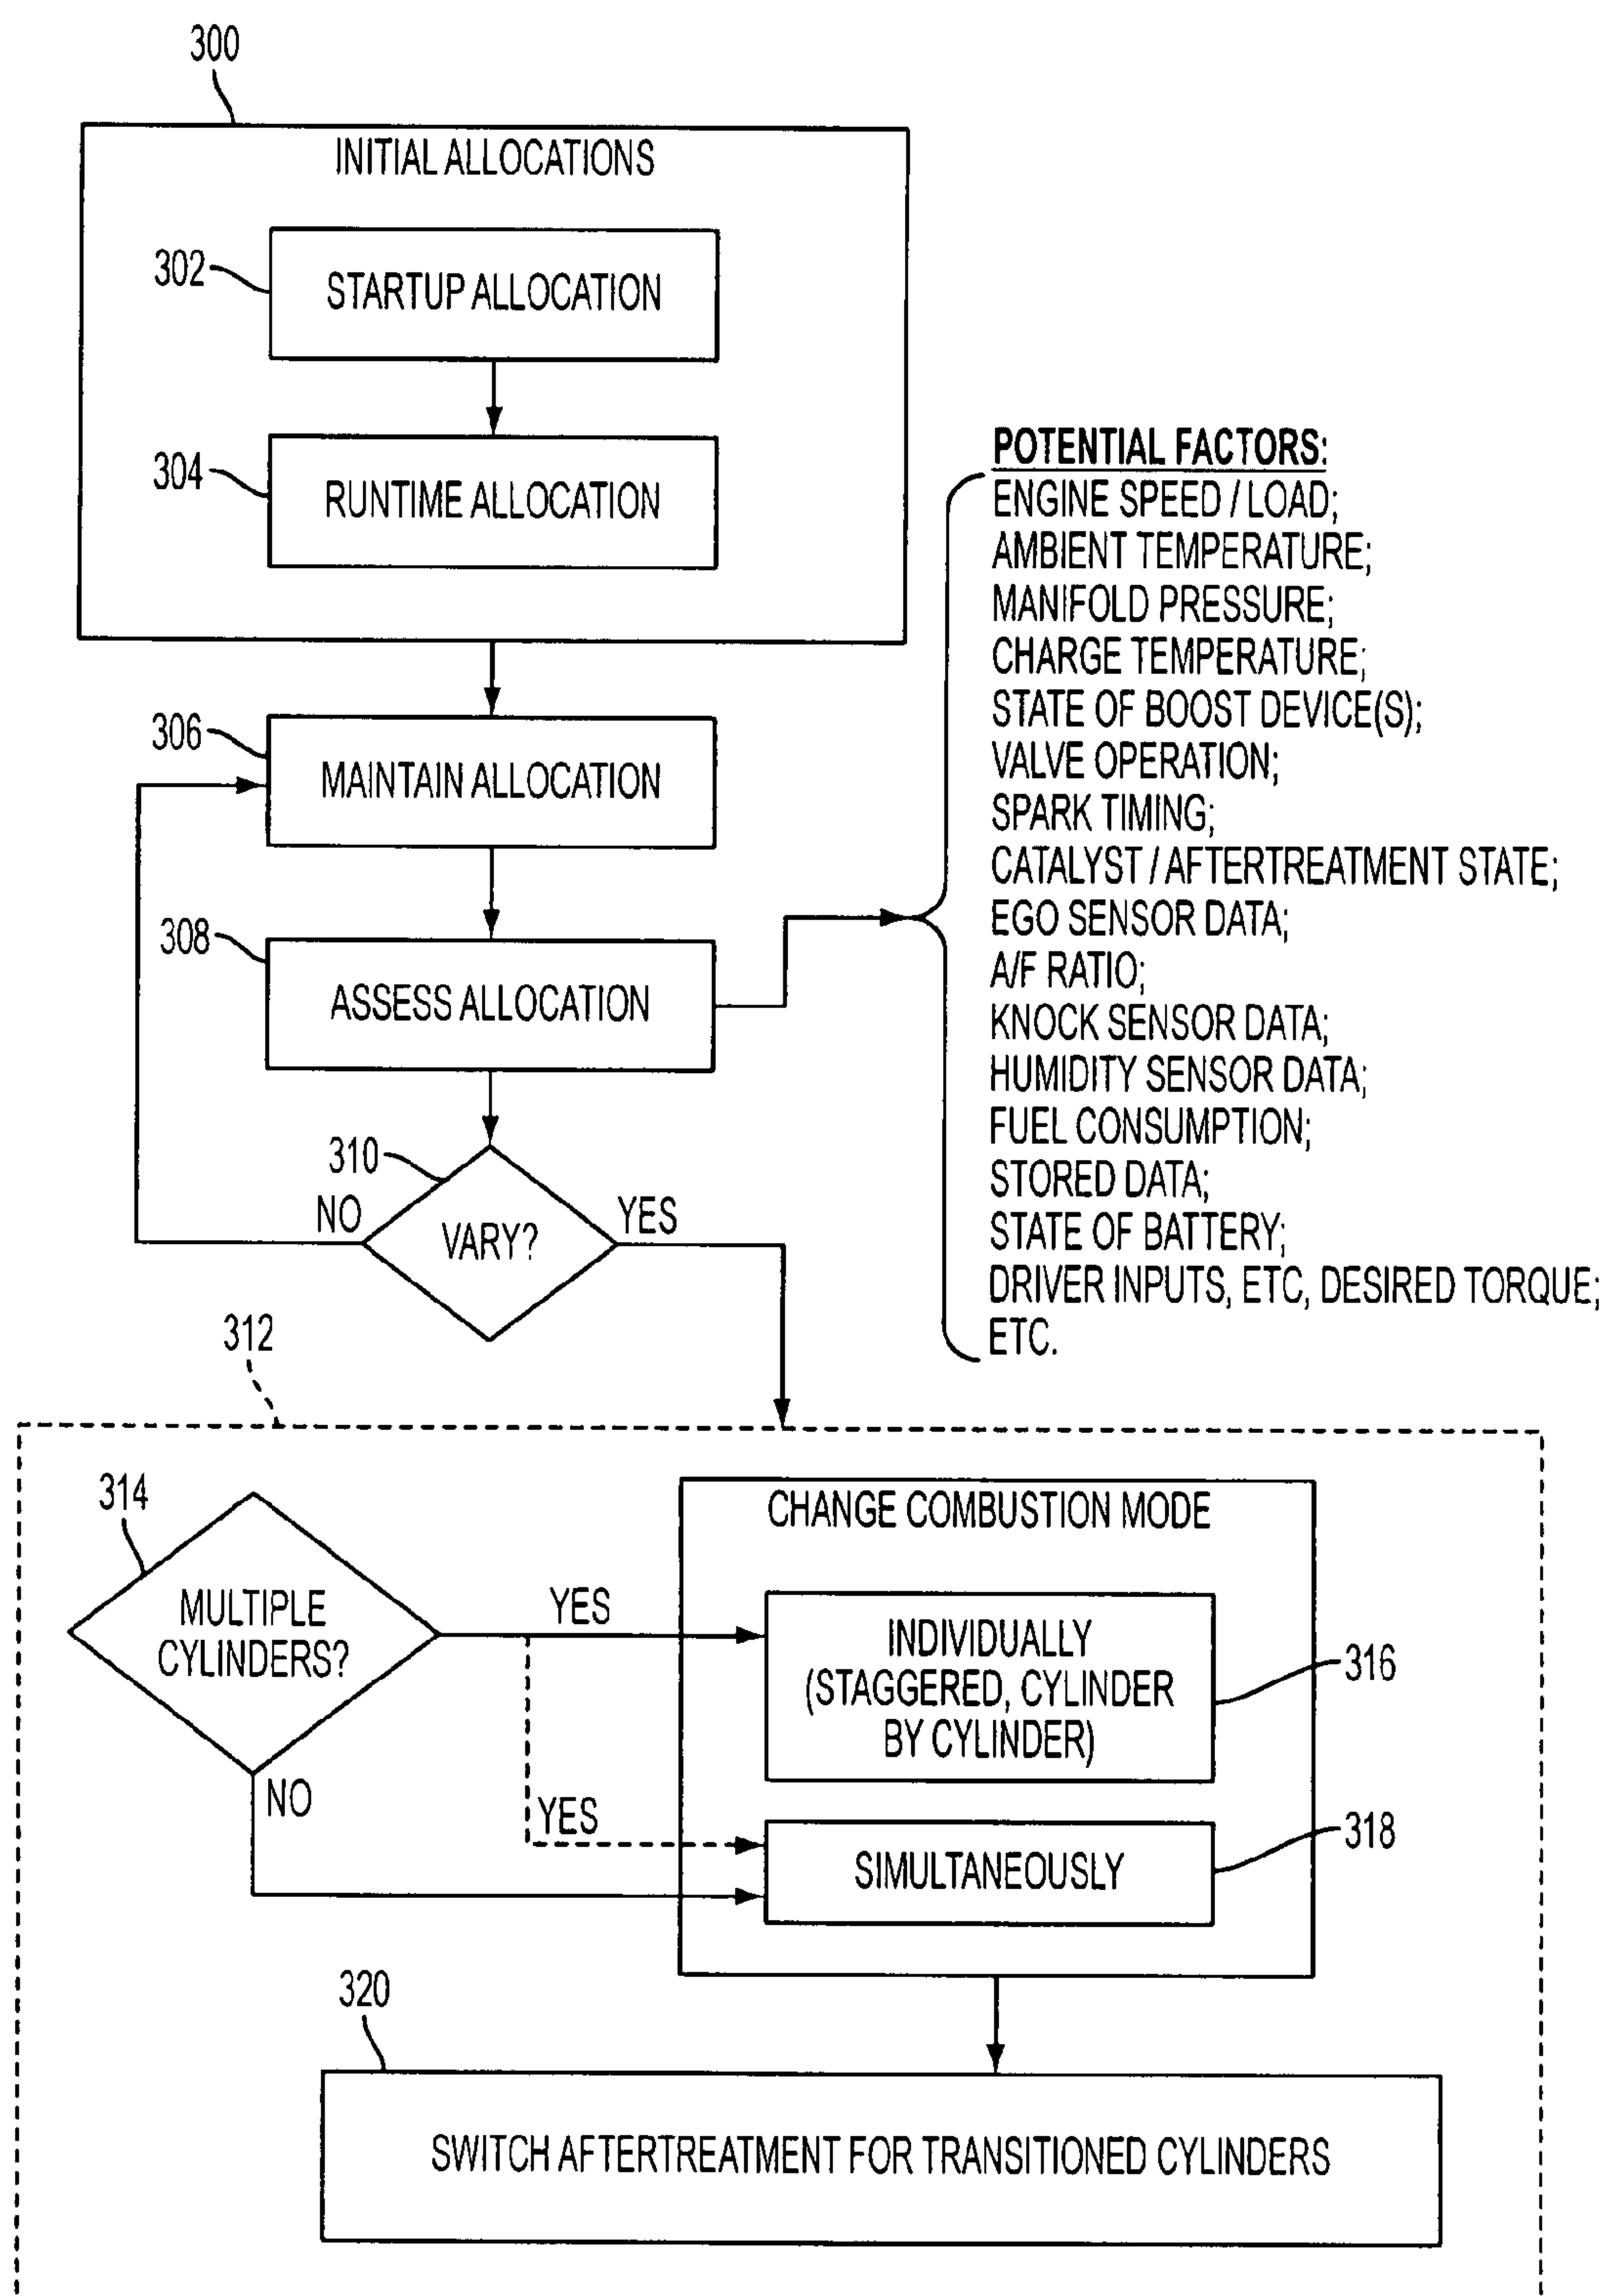 300
INITIAL ALLOCATIONS
302
STARTUP ALLOCATION
304
RUNTIME ALLOCATION
POTENTIAL FACTORS:
ENGINE SPEED / LOAD;
AMBIENT TEMPERATURE;
MANIFOLD PRESSURE;
CHARGE TEMPERATURE;
STATE OF BOOST DEVICE(S);
VALVE OPERATION;
SPARK TIMING;
CATALYST / AFTERTREATMENT STATE;
EGO SENSOR DATA;
A/F RATIO;
KNOCK SENSOR DATA;
HUMIDITY SENSOR DATA;
FUEL CONSUMPTION;
STORED DATA;
STATE OF BATTERY;
DRIVER INPUTS, ETC, DESIRED TORQUE;
ETC.
306
MAINTAIN ALLOCATION
308
ASSESS ALLOCATION
310
NO
VARY?
YES
312
314
MULTIPLE
CYLINDERS?
YES
NO
YES
CHANGE COMBUSTION MODE
INDIVIDUALLY
(STAGGERED, CYLINDER
BY CYLINDER)
316
SIMULTANEOUSLY
318
320
SWITCH AFTERTREATMENT FOR TRANSITIONED CYLINDERS